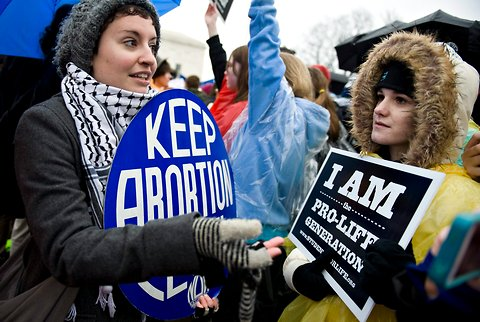 KEEP
ABORTION
I AM
the
PRO-LIFE
GENERATION